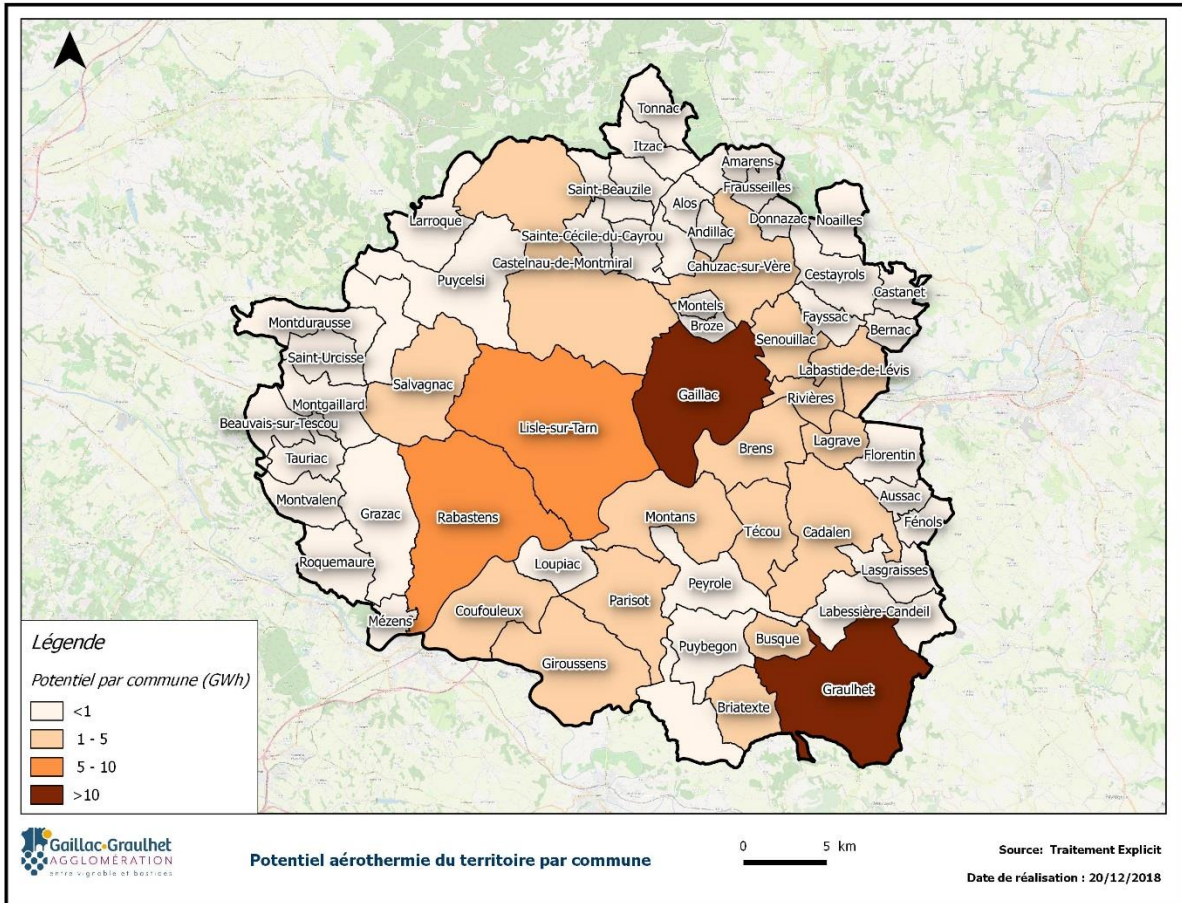 Tonnac
Itzac
Amarens
Saint-Beauzile
Frausseilles
Alos
Larroque
Donnazac
Noailles
Sainte-Cécile-du-Cayrou
Andillac
Castelnau-de-Montmiral
Cahuzac-sur-Vère
Puycelsi
Cestayrols
Castanet
Montels
Fayssac
Montdurausse
Broze
Bernac
Senouillac
Saint-Urcisse
Salvagnac
Labastide-de-Lévis
Gaillac
Rivières
Montgaillard
Beauvais-sur-Tescou
Lisle-sur-Tarn
Brens
Lagrave
Tauriac
Florentin
Montvalen
Aussac
Grazac
Rabastens
Montans
Técou
Cadalen
Fénols
Roquemaure
Loupiac
Lasgraisses
Peyrole
Parisot
Coufouleux
Labessière-Candeil
Mézens
Puybegon
Busque
Giroussens
Graulhet
Briatexte
Légende
Potentiel par commune (GWh)
<1
1 - 5
5 - 10
>10
Gaillac•Graulhet
AGGLOMÉRATION
entre vignoble et bastides
Potentiel aérothermie du territoire par commune
0 5 km
Source: Traitement Explicit
Date de réalisation : 20/12/2018